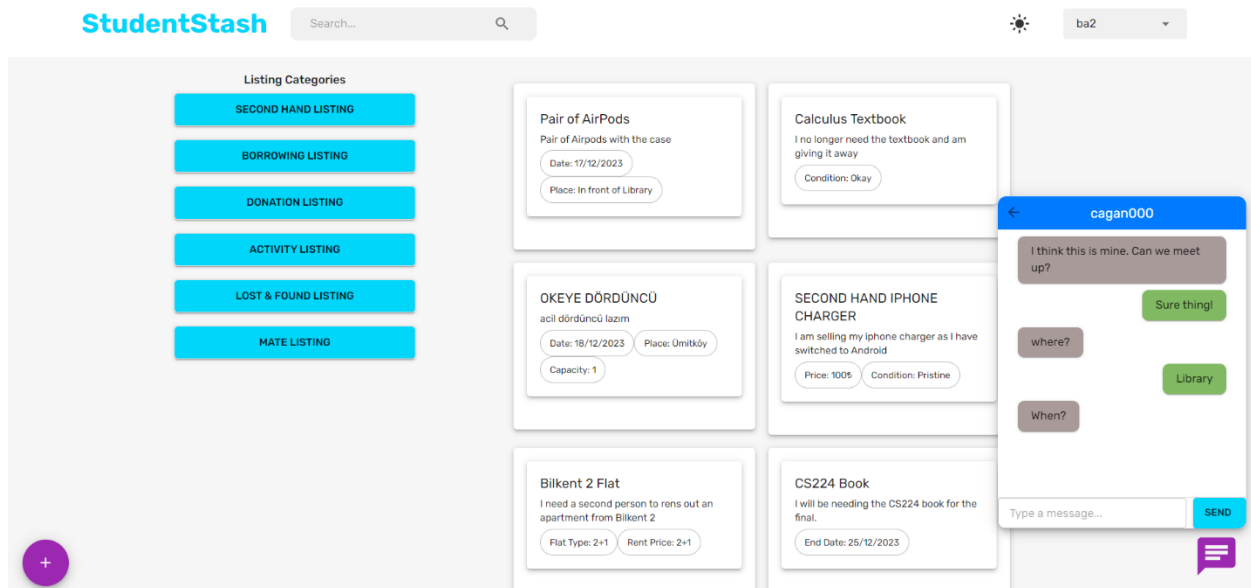 StudentStash
Search...
ba2
Listing Categories
SECOND HAND LISTING
BORROWING LISTING
DONATION LISTING
ACTIVITY LISTING
LOST & FOUND LISTING
MATE LISTING
+
Pair of AirPods
Pair of Airpods with the case
Date: 17/12/2023
Place: In front of Library
Calculus Textbook
I no longer need the textbook and am
giving it away
Condition: Okay
OKEYE DÖRDÜNCÜ
acil dördüncü lazım
Date: 18/12/2023 Place: Ümitköy
Capacity: 1
SECOND HAND IPHONE
CHARGER
I am selling my iphone charger as I have
switched to Android
Price: 100₺ Condition: Pristine
Bilkent 2 Flat
I need a second person to rens out an
apartment from Bilkent 2
Flat Type: 2+1 Rent Price: 2+1
CS224 Book
I will be needing the CS224 book for the
final.
End Date: 25/12/2023
cagan000
I think this is mine. Can we meet
up?
Sure thing!
where?
Library
When?
Type a message...
SEND